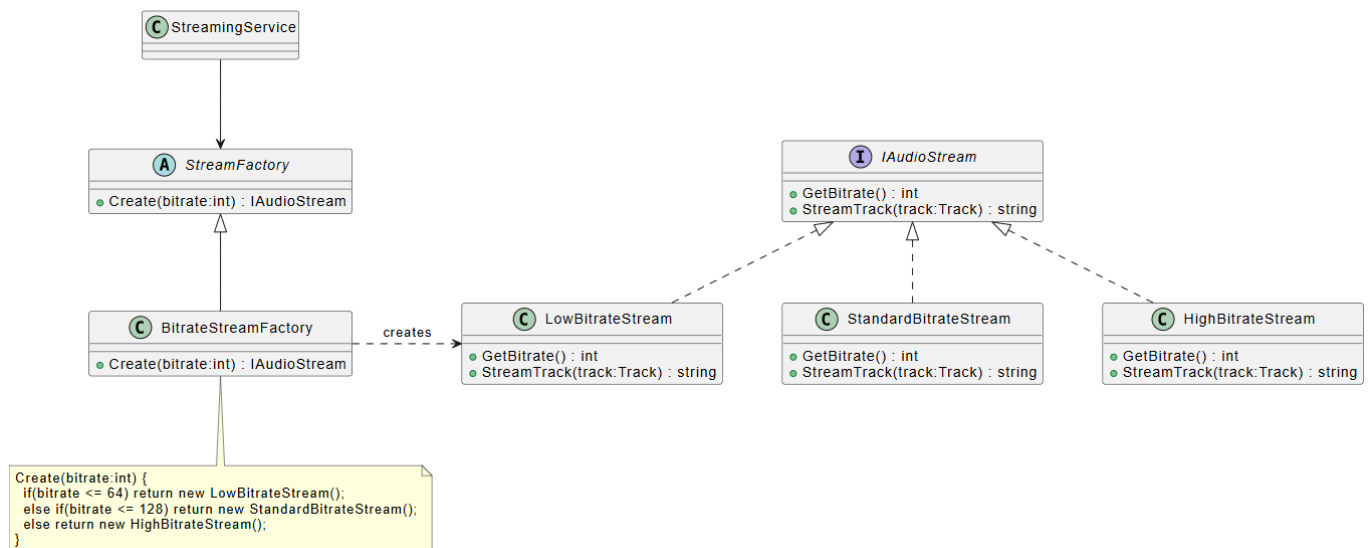 C StreamingService
A StreamFactory
Create(bitrate:int) : IAudioStream
I IAudioStream
GetBitrate() : int
StreamTrack(track:Track) : string
C BitrateStreamFactory
Create(bitrate:int) : IAudioStream
creates
C LowBitrateStream
GetBitrate() : int
StreamTrack(track:Track) : string
C StandardBitrateStream
GetBitrate() : int
StreamTrack(track:Track) : string
C HighBitrateStream
GetBitrate() : int
StreamTrack(track:Track) : string
Create(bitrate:int) {
if(bitrate <= 64) return new LowBitrateStream();
else if(bitrate <= 128) return new StandardBitrateStream();
else return new HighBitrateStream();
}